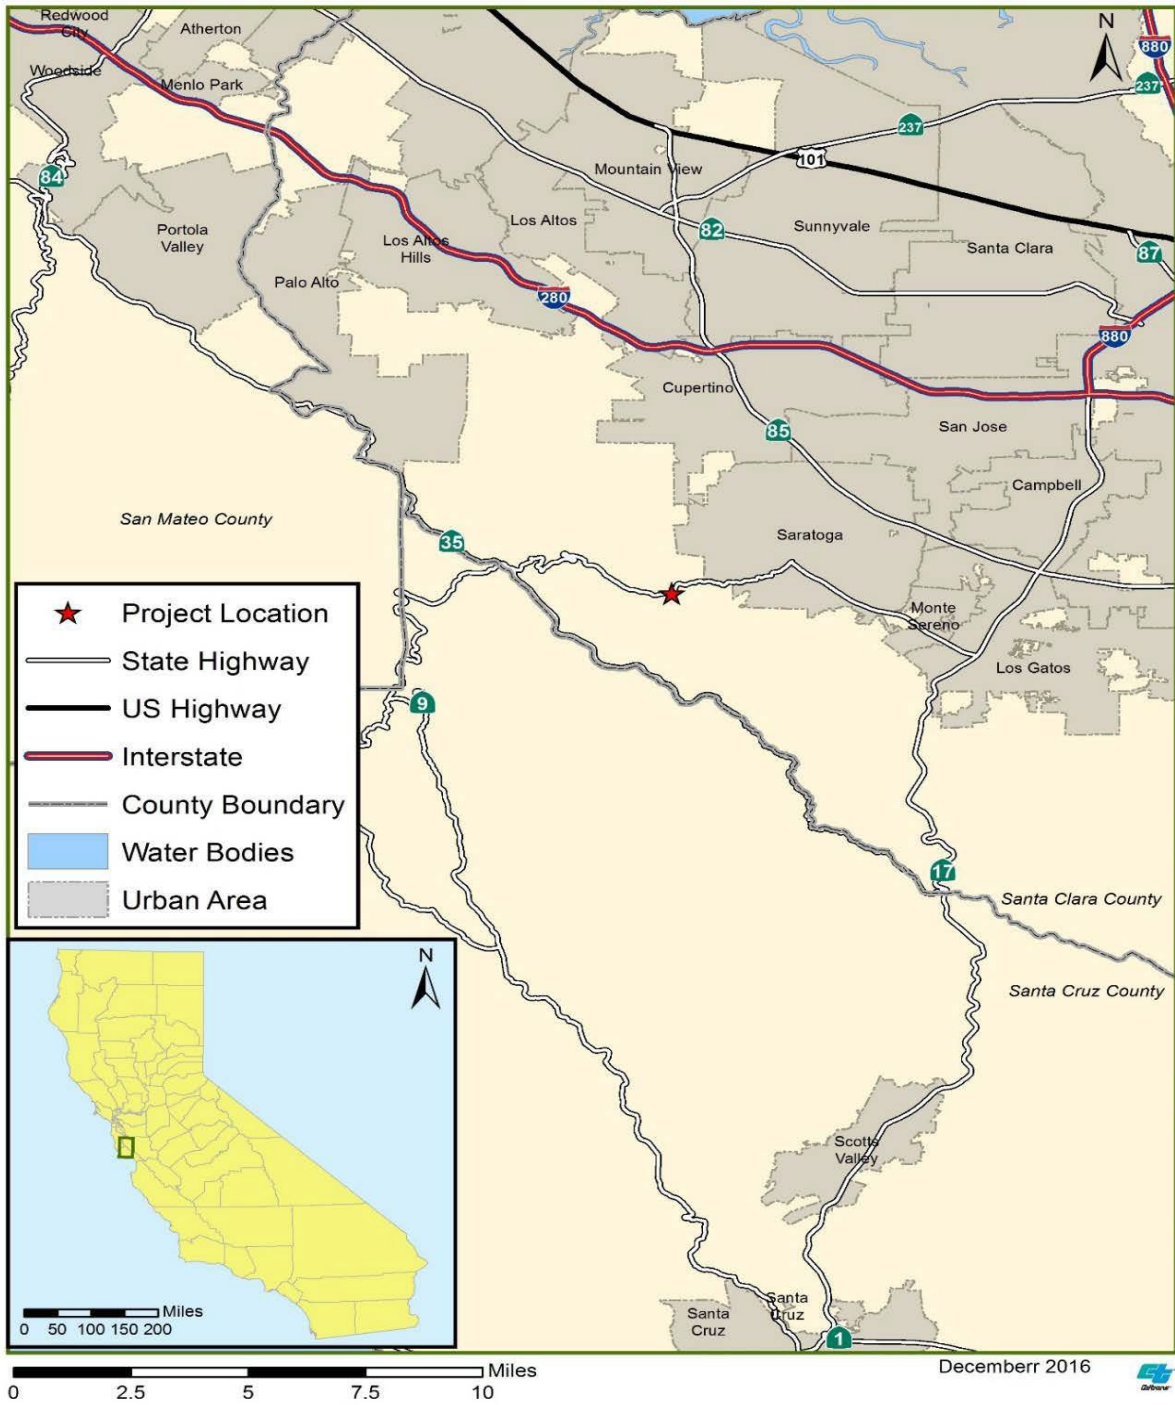 Redwood
City
Atherton
N
880
Woodside
Menlo Park
237
237
101
Mountain View
84
Portola
Valley
Los Altos
82
Sunnyvale
Los Altos
Hills
Santa Clara
87
Palo Alto
280
880
Cupertino
85
San Jose
Campbell
San Mateo County
35
Saratoga
Monte
Sereno
Los Gatos
9
17
Santa Clara County
Santa Cruz County
Scotts
Valley
Santa
Cruz
Santa
Cruz
1
Project Location
State Highway
US Highway
Interstate
County Boundary
Water Bodies
Urban Area
N
Miles
0 50 100 150 200
Miles
0 2.5 5 7.5 10
Decemberr 2016
Caltrans